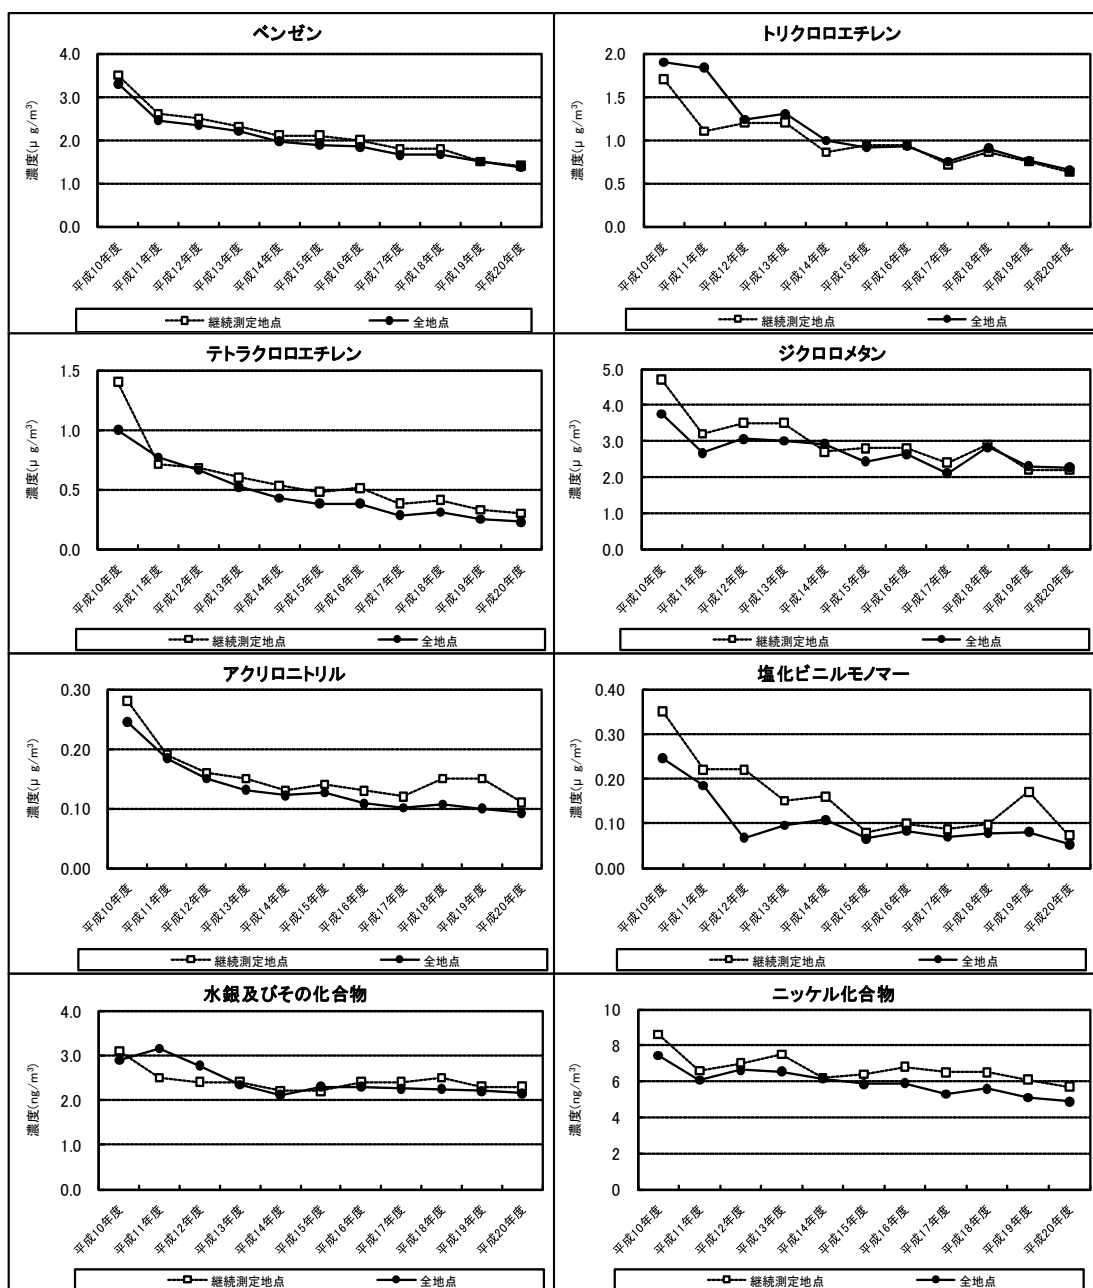 ベンゼン
濃度(μ g/m³)
4.0
3.0
2.0
1.0
0.0
平成10年度
平成11年度
平成12年度
平成13年度
平成14年度
平成15年度
平成16年度
平成17年度
平成18年度
平成19年度
平成20年度
継続測定地点 全地点
トリクロロエチレン
濃度(μ g/m³)
2.0
1.5
1.0
0.5
0.0
平成10年度
平成11年度
平成12年度
平成13年度
平成14年度
平成15年度
平成16年度
平成17年度
平成18年度
平成19年度
平成20年度
継続測定地点 全地点
テトラクロロエチレン
濃度(μ g/m³)
1.5
1.0
0.5
0.0
平成10年度
平成11年度
平成12年度
平成13年度
平成14年度
平成15年度
平成16年度
平成17年度
平成18年度
平成19年度
平成20年度
継続測定地点 全地点
ジクロロメタン
濃度(μ g/m³)
5.0
4.0
3.0
2.0
1.0
0.0
平成10年度
平成11年度
平成12年度
平成13年度
平成14年度
平成15年度
平成16年度
平成17年度
平成18年度
平成19年度
平成20年度
継続測定地点 全地点
アクリロニトリル
濃度(μ g/m³)
0.30
0.20
0.10
0.00
平成10年度
平成11年度
平成12年度
平成13年度
平成14年度
平成15年度
平成16年度
平成17年度
平成18年度
平成19年度
平成20年度
継続測定地点 全地点
塩化ビニルモノマー
濃度(μ g/m³)
0.40
0.30
0.20
0.10
0.00
平成10年度
平成11年度
平成12年度
平成13年度
平成14年度
平成15年度
平成16年度
平成17年度
平成18年度
平成19年度
平成20年度
継続測定地点 全地点
水銀及びその化合物
濃度(ng/m³)
4.0
3.0
2.0
1.0
0.0
平成10年度
平成11年度
平成12年度
平成13年度
平成14年度
平成15年度
平成16年度
平成17年度
平成18年度
平成19年度
平成20年度
継続測定地点 全地点
ニッケル化合物
濃度(ng/m³)
10
8
6
4
2
0
平成10年度
平成11年度
平成12年度
平成13年度
平成14年度
平成15年度
平成16年度
平成17年度
平成18年度
平成19年度
平成20年度
継続測定地点 全地点